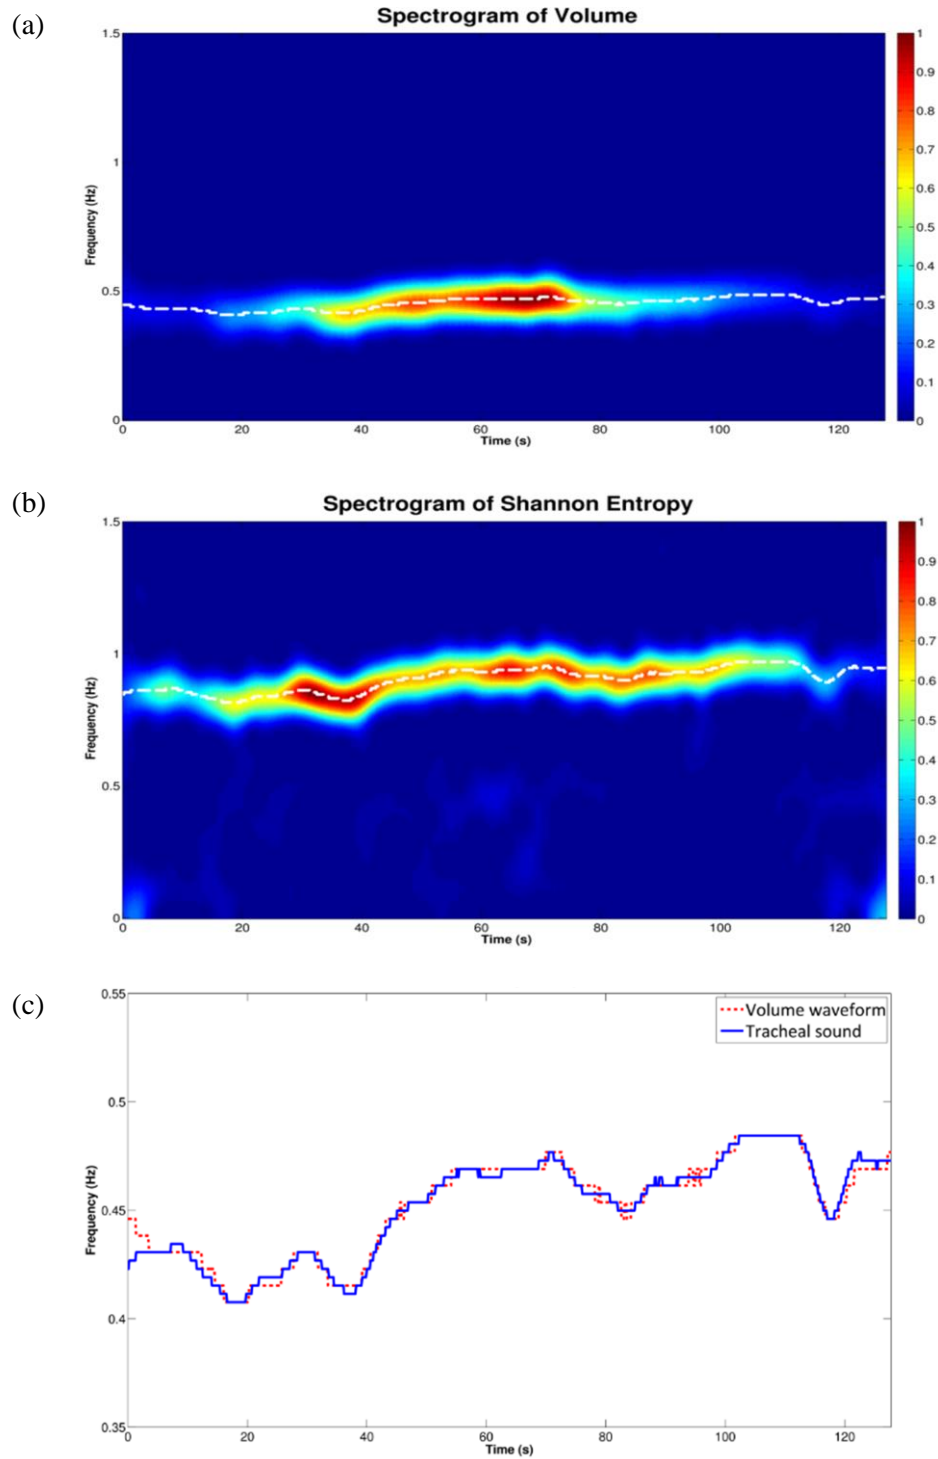 (a)
Spectrogram of Volume
1.5
1
0.5
0
Frequency (Hz)
0 20 40 60 80 100 120
Time (s)
1
0.9
0.8
0.7
0.6
0.5
0.4
0.3
0.2
0.1
0
(b)
Spectrogram of Shannon Entropy
1.5
1
0.5
0
Frequency (Hz)
0 20 40 60 80 100 120
Time (s)
1
0.9
0.8
0.7
0.6
0.5
0.4
0.3
0.2
0.1
0
(c)
0.55
0.5
0.45
0.4
0.35
Frequency (Hz)
Volume waveform
Tracheal sound
0 20 40 60 80 100 120
Time (s)